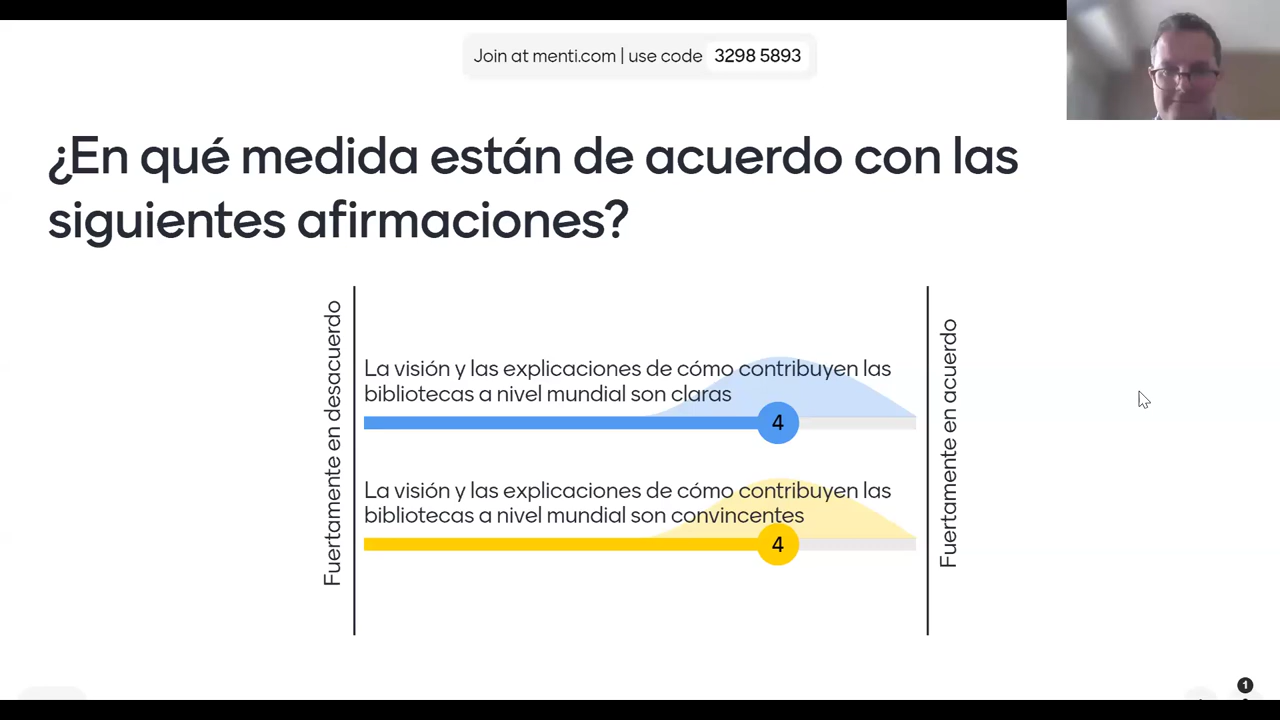 Join at menti.com | use code 3298 5893
¿En qué medida están de acuerdo con las
siguientes afirmaciones?
Fuertamente en desacuerdo
La visión y las explicaciones de cómo contribuyen las
bibliotecas a nivel mundial son claras
4
La visión y las explicaciones de cómo contribuyen las
bibliotecas a nivel mundial son convincentes
4
Fuertamente en acuerdo
1